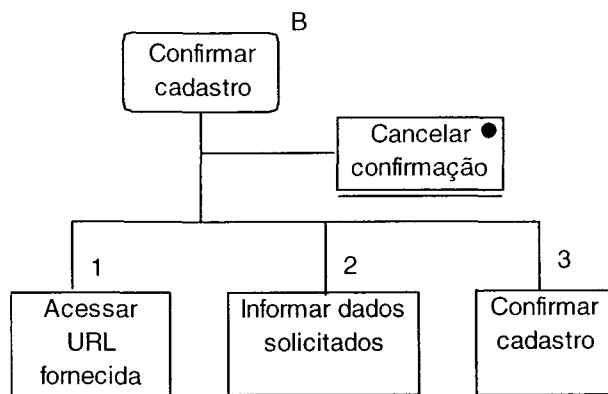 B
Confirmar
cadastro
Cancelar
confirmação
1
2
3
Acessar
URL
fornecida
Informar dados
solicitados
Confirmar
cadastro